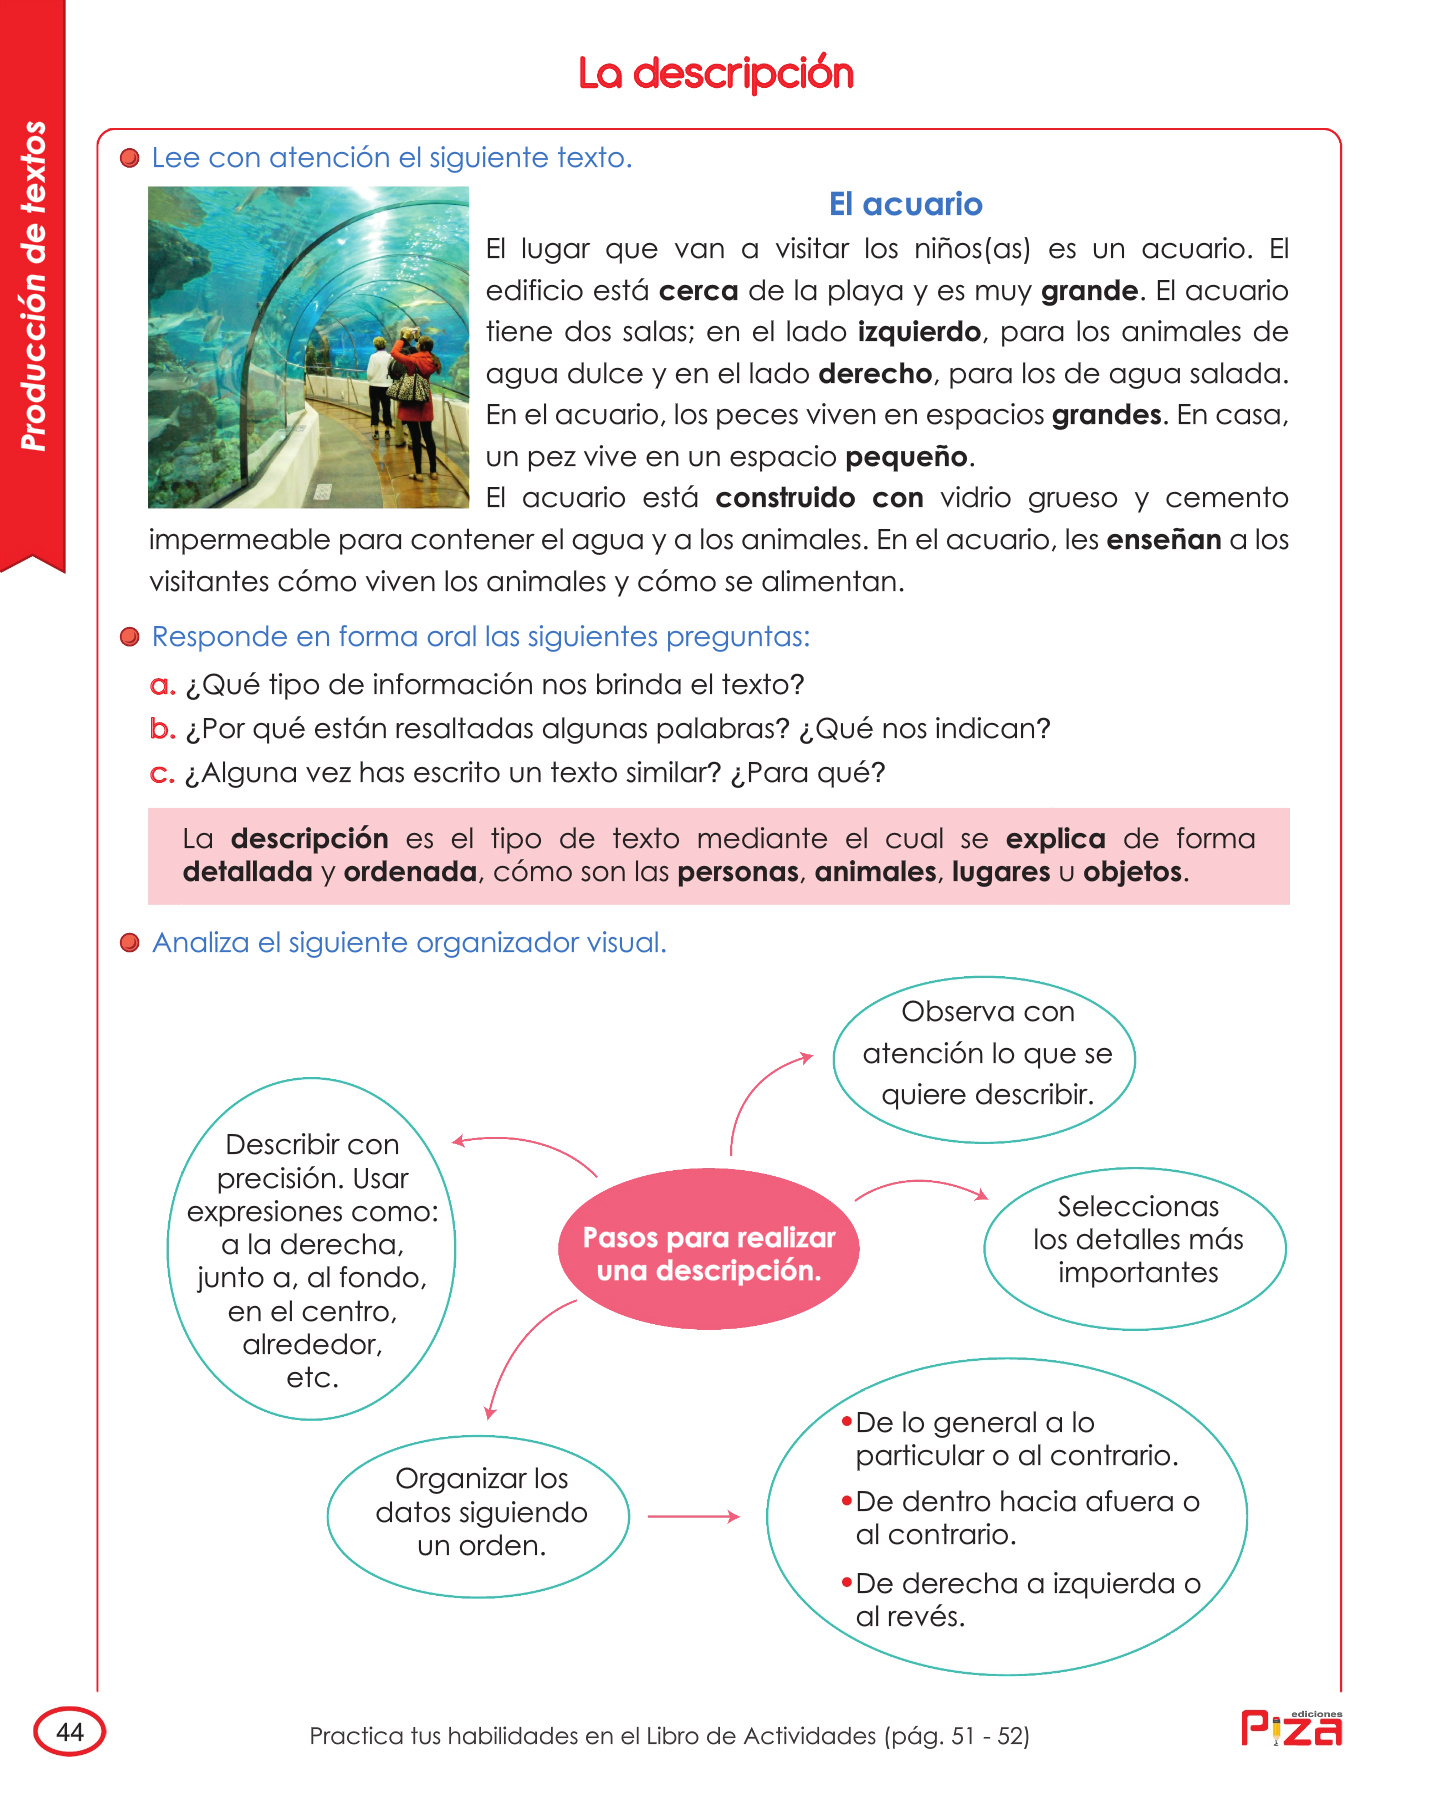 La descripción
Producción de textos
Lee con atención el siguiente texto.
El acuario
El lugar que van a visitar los niños(as) es un acuario. El
edificio está cerca de la playa y es muy grande. El acuario
tiene dos salas; en el lado izquierdo, para los animales de
agua dulce y en el lado derecho, para los de agua salada.
En el acuario, los peces viven en espacios grandes. En casa,
un pez vive en un espacio pequeño.
El acuario está construido con vidrio grueso y cemento
impermeable para contener el agua y a los animales. En el acuario, les enseñan a los
visitantes cómo viven los animales y cómo se alimentan.
Responde en forma oral las siguientes preguntas:
a. ¿Qué tipo de información nos brinda el texto?
b. ¿Por qué están resaltadas algunas palabras? ¿Qué nos indican?
c. ¿Alguna vez has escrito un texto similar? ¿Para qué?
La descripción es el tipo de texto mediante el cual se explica de forma
detallada y ordenada, cómo son las personas, animales, lugares u objetos.
Analiza el siguiente organizador visual.
Observa con
atención lo que se
quiere describir.
Describir con
precisión. Usar
expresiones como:
a la derecha,
junto a, al fondo,
en el centro,
alrededor,
etc.
Pasos para realizar
una descripción.
Seleccionas
los detalles más
importantes
Organizar los
datos siguiendo
un orden.
•De lo general a lo
particular o al contrario.
•De dentro hacia afuera o
al contrario.
•De derecha a izquierda o
al revés.
44
Practica tus habilidades en el Libro de Actividades (pág. 51 - 52)
ediciones
Piza